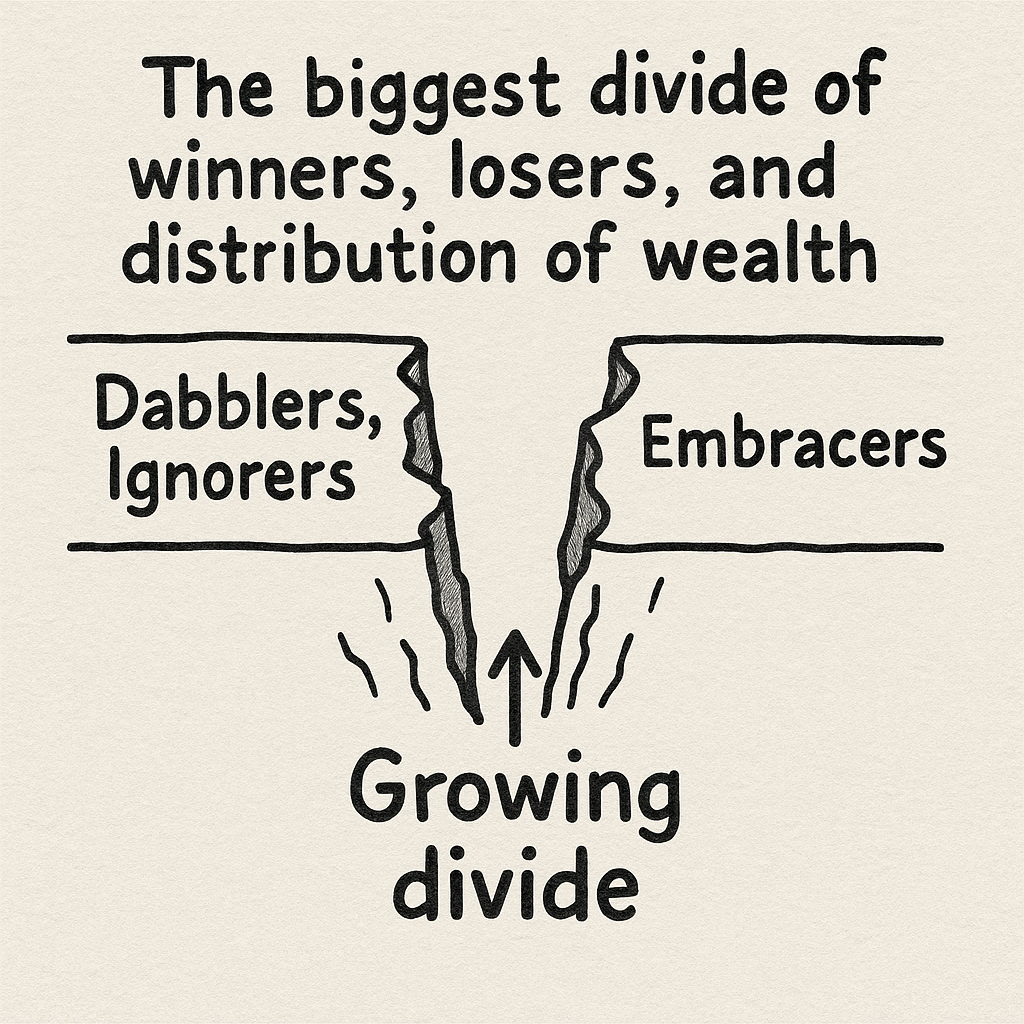 The biggest divide of
winners, losers, and
distribution of wealth
Dabblers,
Ignorers
Embracers
Growing
divide